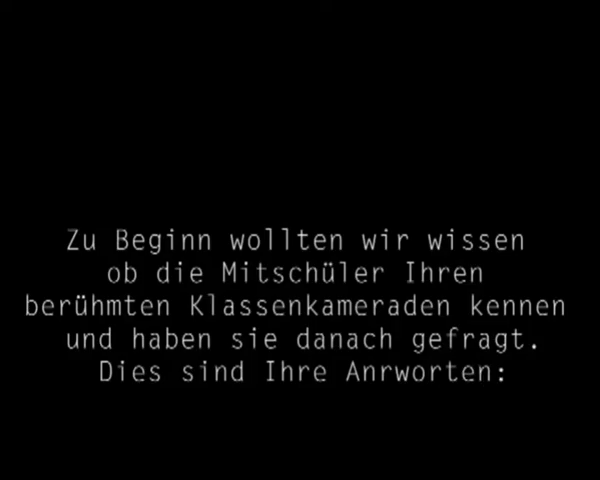 Zu Beginn wollten wir wissen
ob die Mitschüler Ihren
berühmten Klassenkameraden kennen
und haben sie danach gefragt.
Dies sind Ihre Anrworten: